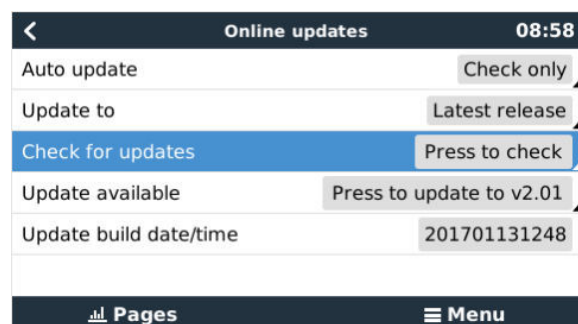 Online updates 08:58
Auto update Check only
Update to Latest release
Check for updates Press to check
Update available Press to update to v2.01
Update build date/time 201701131248
Pages Menu